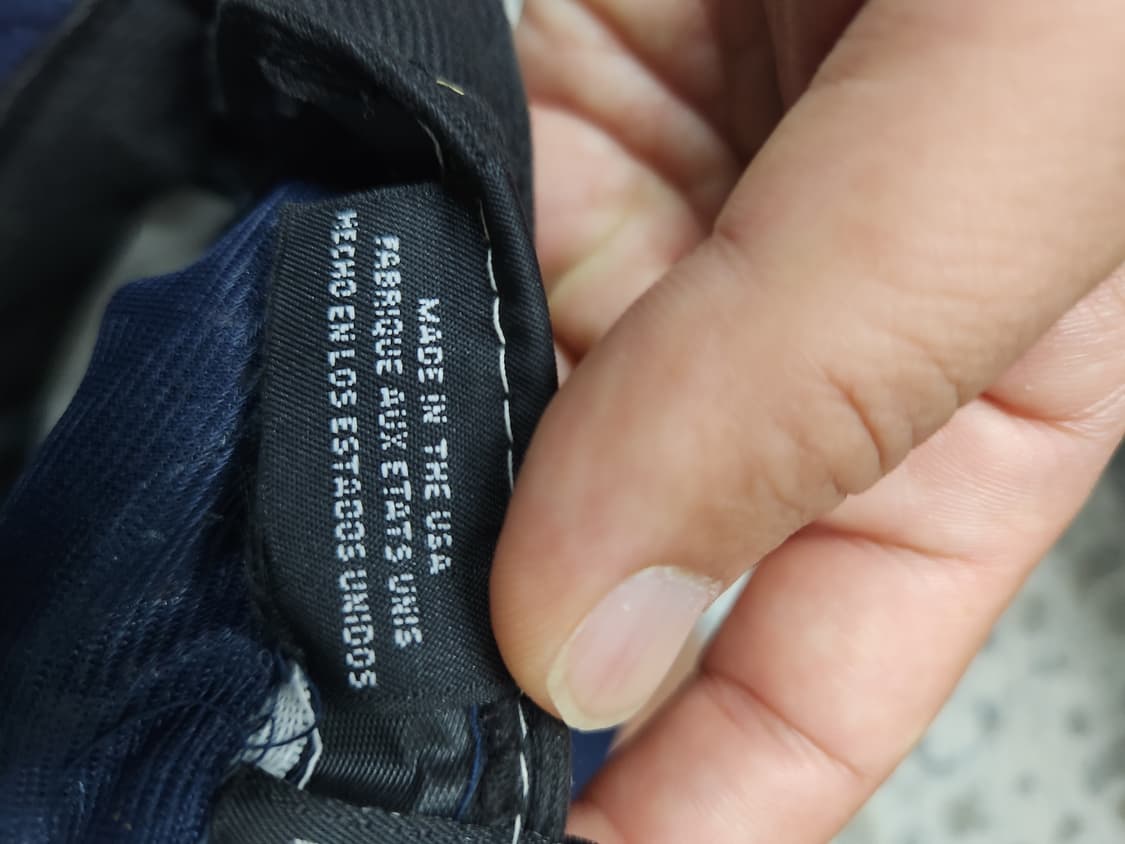 MADE IN THE USA
FABRIQUE AUX ETATS UNIS
HECHO EN LOS ESTADOS UNIDOS